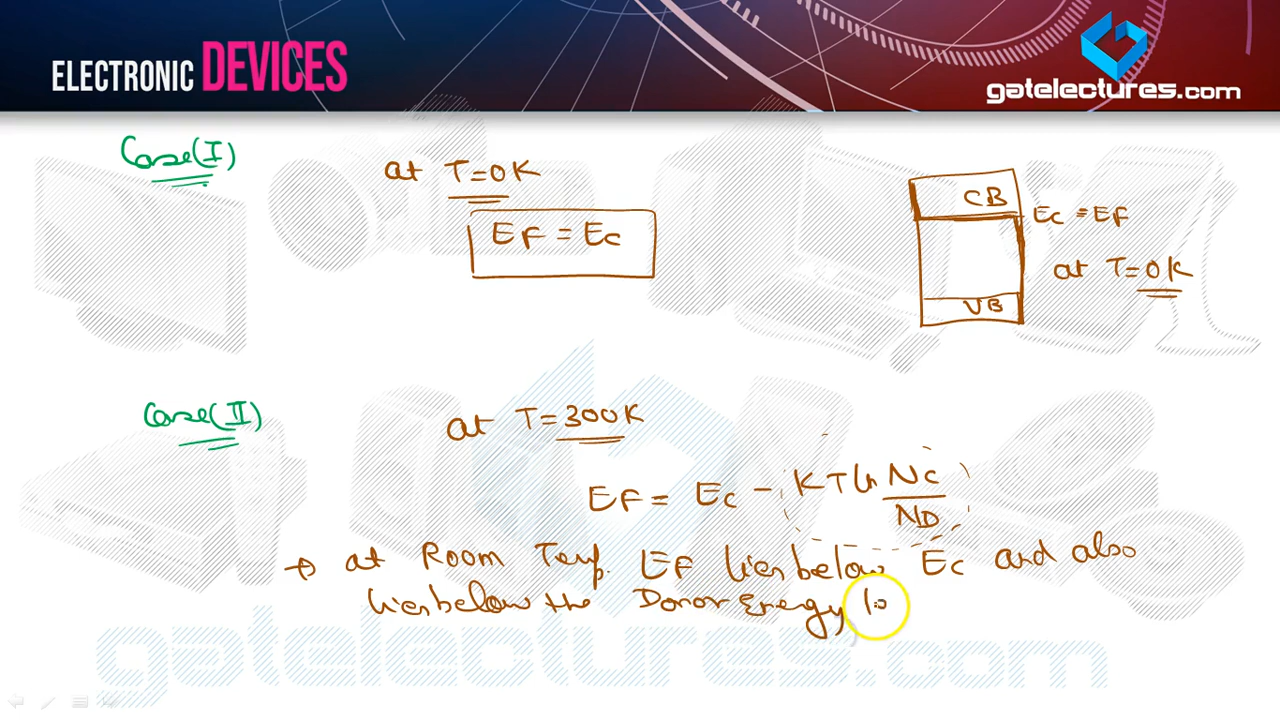 ELECTRONIC DEVICES
gatelectures.com
Case(I)
at T=0K
EF = Ec
CB
Ec = EF
at T=0K
VB
Case(II)
at T=300K
EF = Ec - KT ln Nc
ND
→ at Room Temp. EF lies below Ec and also
lies below the Donor Energy
gatelectures.com